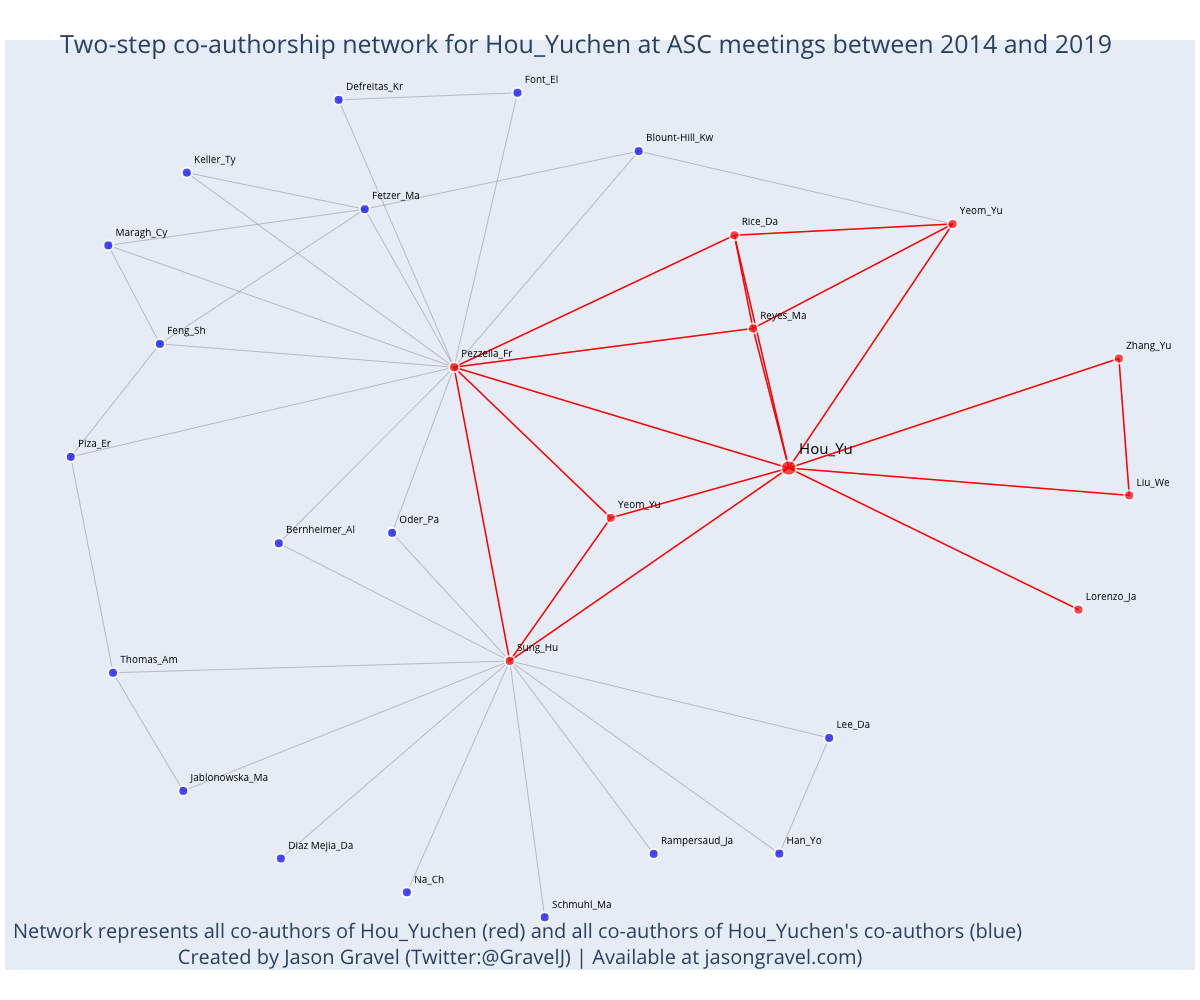 Two-step co-authorship network for Hou_Yuchen at ASC meetings between 2014 and 2019
Font_El
Defreitas_Kr
Blount-Hill_Kw
Keller_Ty
Fetzer_Ma
Yeom_Yu
Rice_Da
Maragh_Cy
Reyes_Ma
Feng_Sh
Zhang_Yu
Pezzella_Fr
Piza_Er
Hou_Yu
Liu_We
Yeom_Yu
Oder_Pa
Bernheimer_Al
Lorenzo_Ja
Sung_Hu
Thomas_Am
Lee_Da
Jablonowska_Ma
Rampersaud_Ja
Han_Yo
Diaz Mejia_Da
Na_Ch
Schmuhl_Ma
Network represents all co-authors of Hou_Yuchen (red) and all co-authors of Hou_Yuchen's co-authors (blue)
Created by Jason Gravel (Twitter:@GravelJ) | Available at jasongravel.com)